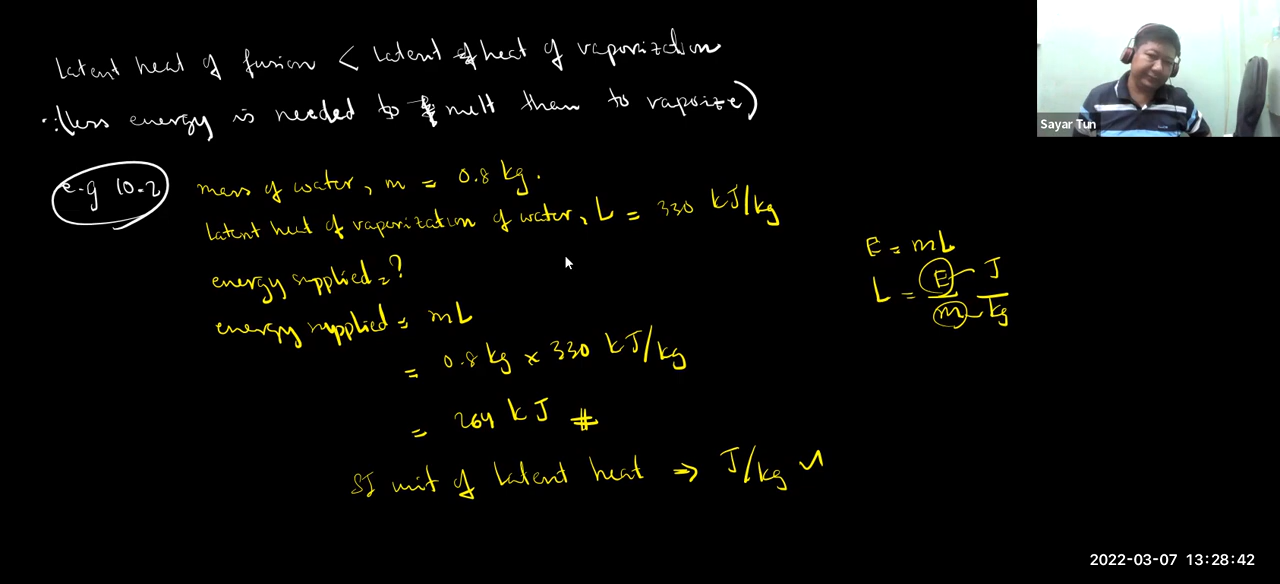 Latent heat of fusion < Latent of heat of vaporization
∴ (less energy is needed to melt than to vaporize)
e-g 10.2
mass of water, m = 0.8 kg.
Latent heat of vaporization of water, L = 330 kJ/kg
energy supplied = ?
energy supplied = mL
= 0.8 kg × 330 kJ/kg
= 264 kJ #
SI unit of Latent heat ⇒ J/kg
E = mL
L = E/m J/kg
Sayar Tun
2022-03-07 13:28:42